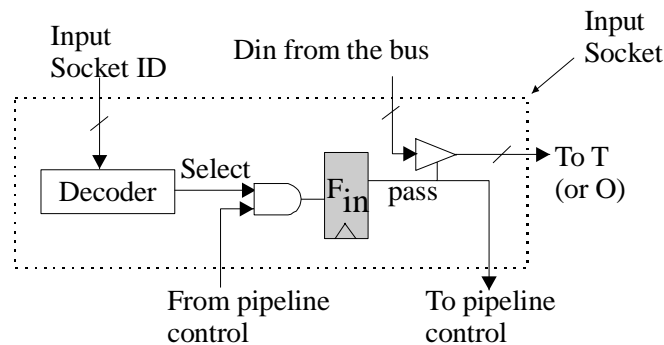 Input
Socket ID
Din from the bus
Input
Socket
Decoder
Select
Fin
pass
To T
(or O)
From pipeline
control
To pipeline
control